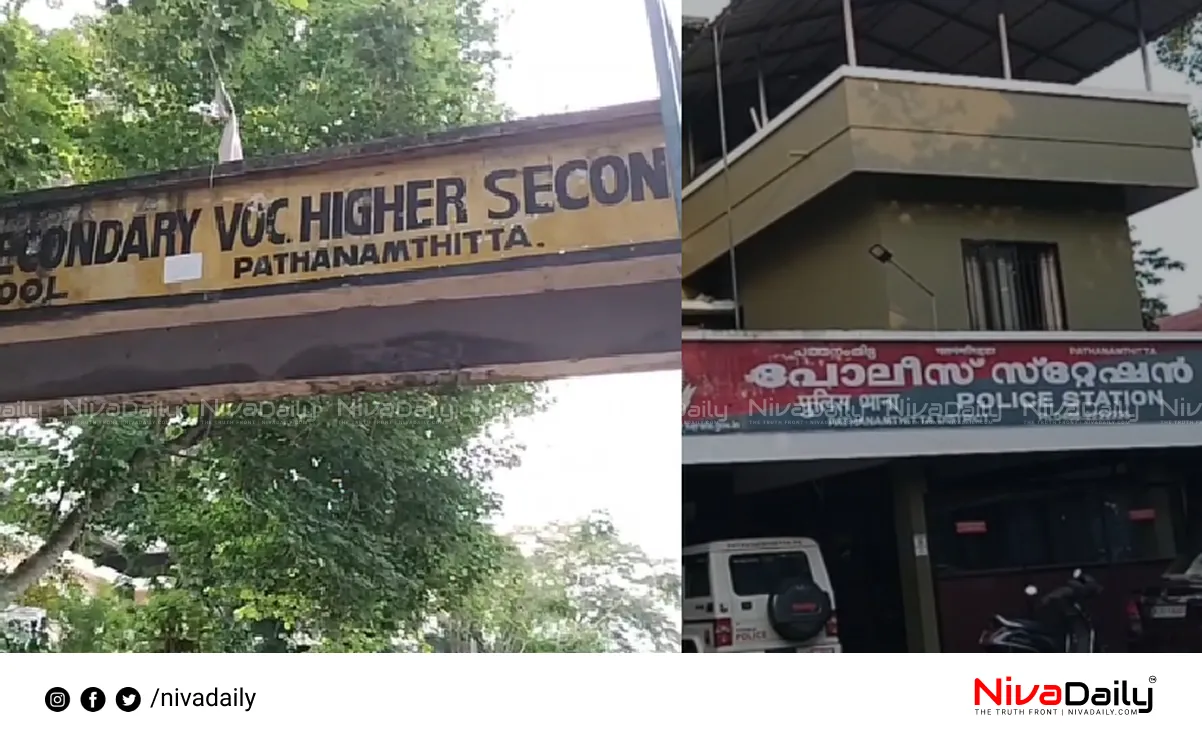 ECONDARY VOC. HIGHER SECON
OOL
PATHANAMTHITTA.
പത്തനംതിട്ട
PATHANAMTHITTA
പോലീസ് സ്റ്റേഷൻ
पुलिस थाना
POLICE STATION
POLICE
NivaDaily
THE TRUTH FRONT | NIVADAILY.COM
/nivadaily